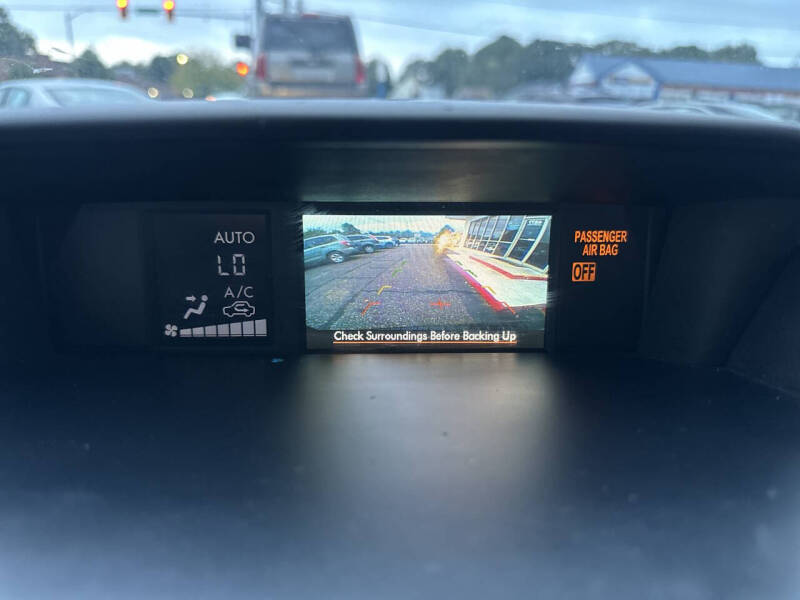 AUTO
LO
A/C
Check Surroundings Before Backing Up
PASSENGER
AIR BAG
OFF